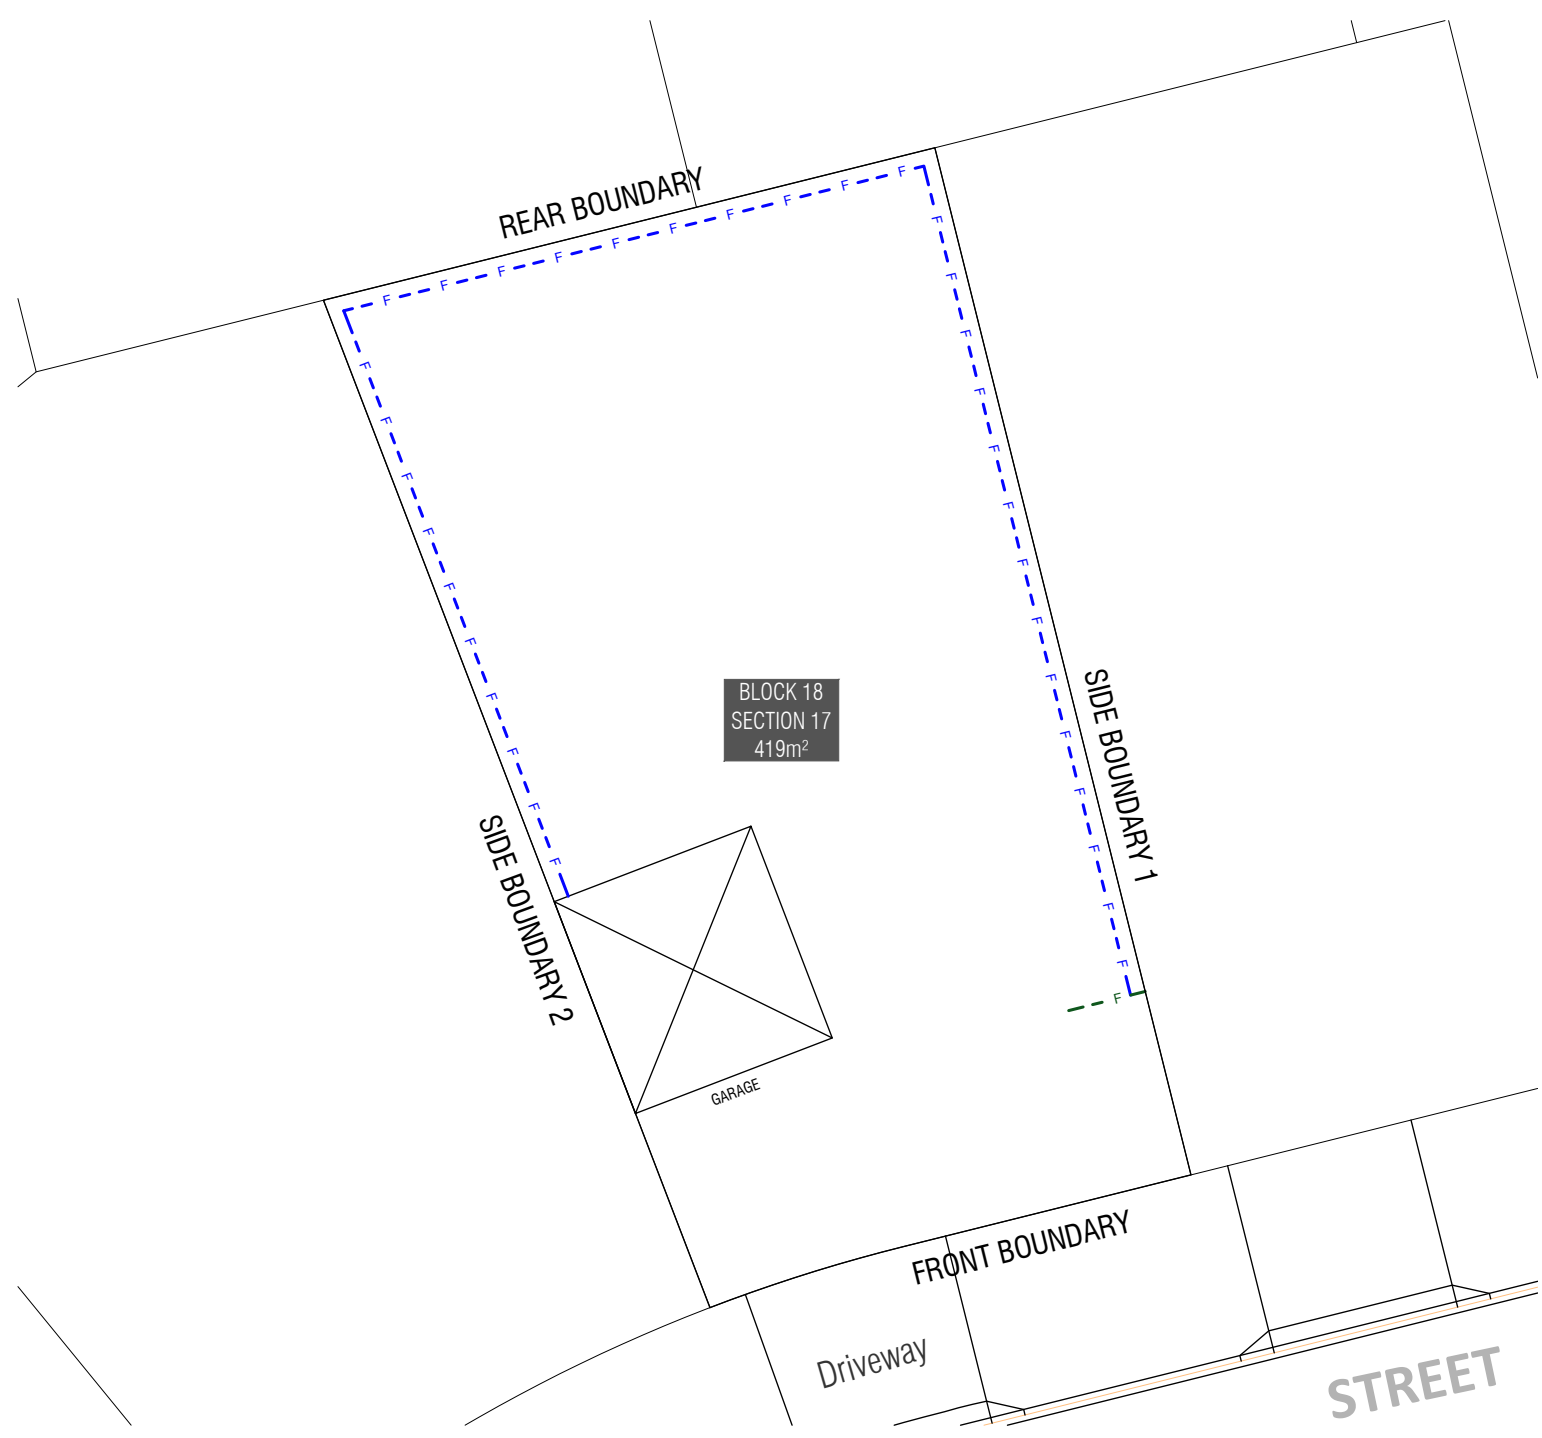 REAR BOUNDARY
F F F F F F F F F F
F F F F F F F F F F F F F F
F F F F F F F F F F
BLOCK 18
SECTION 17
419m²
SIDE BOUNDARY 1
SIDE BOUNDARY 2
F
GARAGE
FRONT BOUNDARY
Driveway
STREET